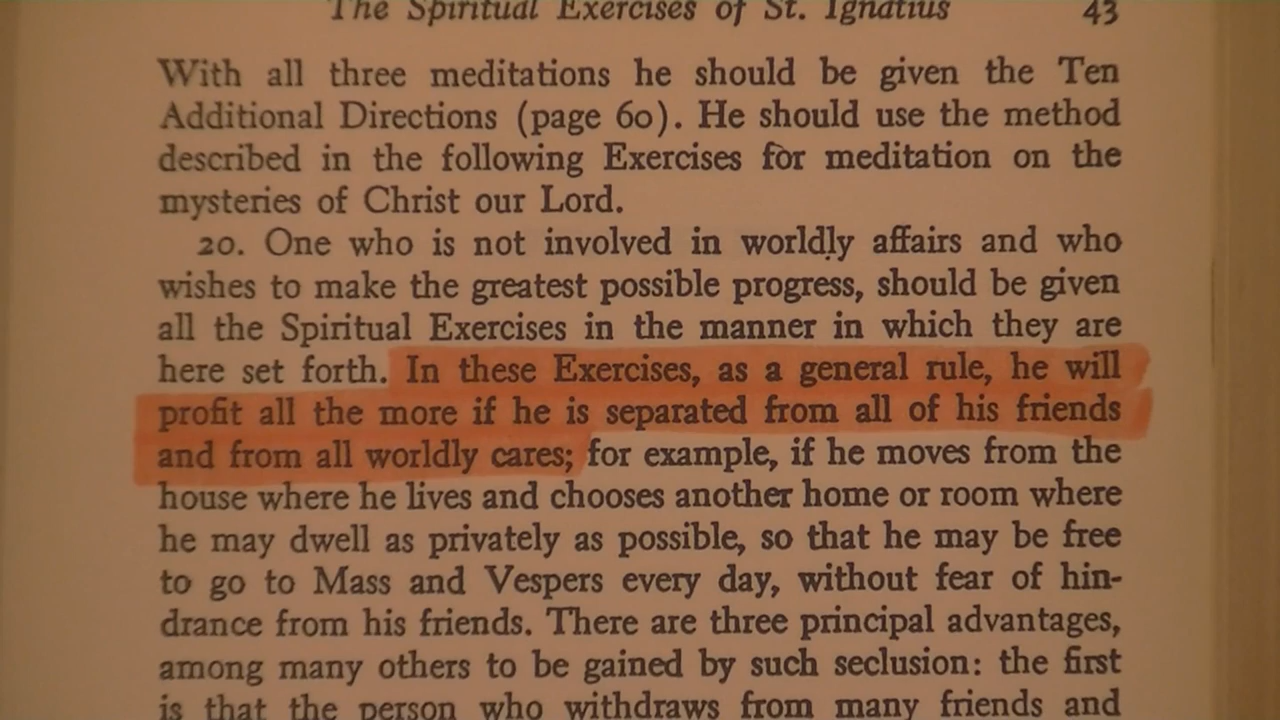 The Spiritual Exercises of St. Ignatius 43
With all three meditations he should be given the Ten
Additional Directions (page 60). He should use the method
described in the following Exercises for meditation on the
mysteries of Christ our Lord.
20. One who is not involved in worldly affairs and who
wishes to make the greatest possible progress, should be given
all the Spiritual Exercises in the manner in which they are
here set forth. In these Exercises, as a general rule, he will
profit all the more if he is separated from all of his friends
and from all worldly cares; for example, if he moves from the
house where he lives and chooses another home or room where
he may dwell as privately as possible, so that he may be free
to go to Mass and Vespers every day, without fear of hin-
drance from his friends. There are three principal advantages,
among many others to be gained by such seclusion: the first
is that the person who withdraws from many friends and